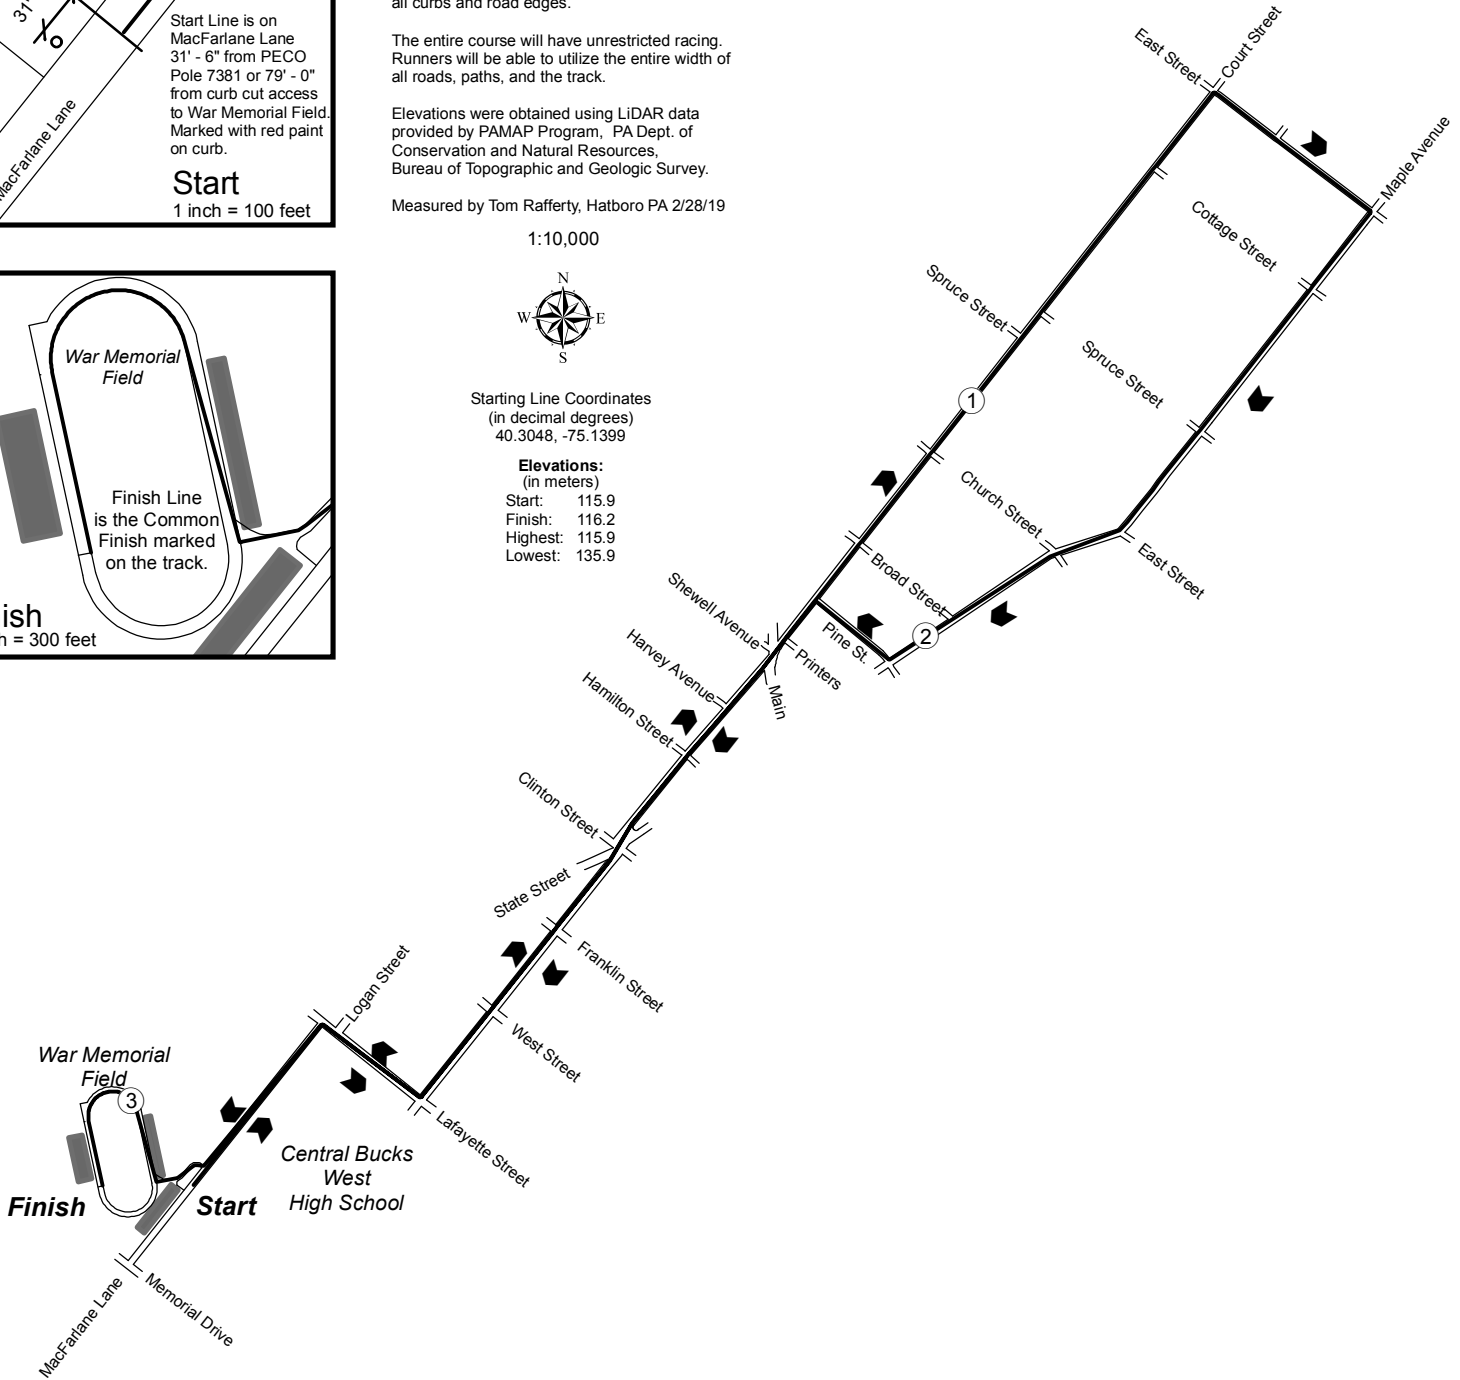 31'
Start Line is on
MacFarlane Lane
31' - 6" from PECO
Pole 7381 or 79' - 0"
from curb cut access
to War Memorial Field.
Marked with red paint
on curb.
MacFarlane Lane
Start
1 inch = 100 feet
all curbs and road edges.
The entire course will have unrestricted racing.
Runners will be able to utilize the entire width of
all roads, paths, and the track.
Elevations were obtained using LiDAR data
provided by PAMAP Program, PA Dept. of
Conservation and Natural Resources,
Bureau of Topographic and Geologic Survey.
Measured by Tom Rafferty, Hatboro PA 2/28/19
1:10,000
N
W
E
S
Starting Line Coordinates
(in decimal degrees)
40.3048, -75.1399
Elevations:
(in meters)
Start: 115.9
Finish: 116.2
Highest: 115.9
Lowest: 135.9
War Memorial
Field
Finish Line
is the Common
Finish marked
on the track.
ish
h = 300 feet
East Street
Court Street
Maple Avenue
Cottage Street
Spruce Street
Spruce Street
1
Church Street
East Street
Broad Street
2
Pine St.
Shewell Avenue
Printers
Harvey Avenue
Main
Hamilton Street
Clinton Street
State Street
Franklin Street
West Street
Logan Street
Lafayette Street
War Memorial
Field
3
Central Bucks
West
High School
Finish
Start
Memorial Drive
MacFarlane Lane